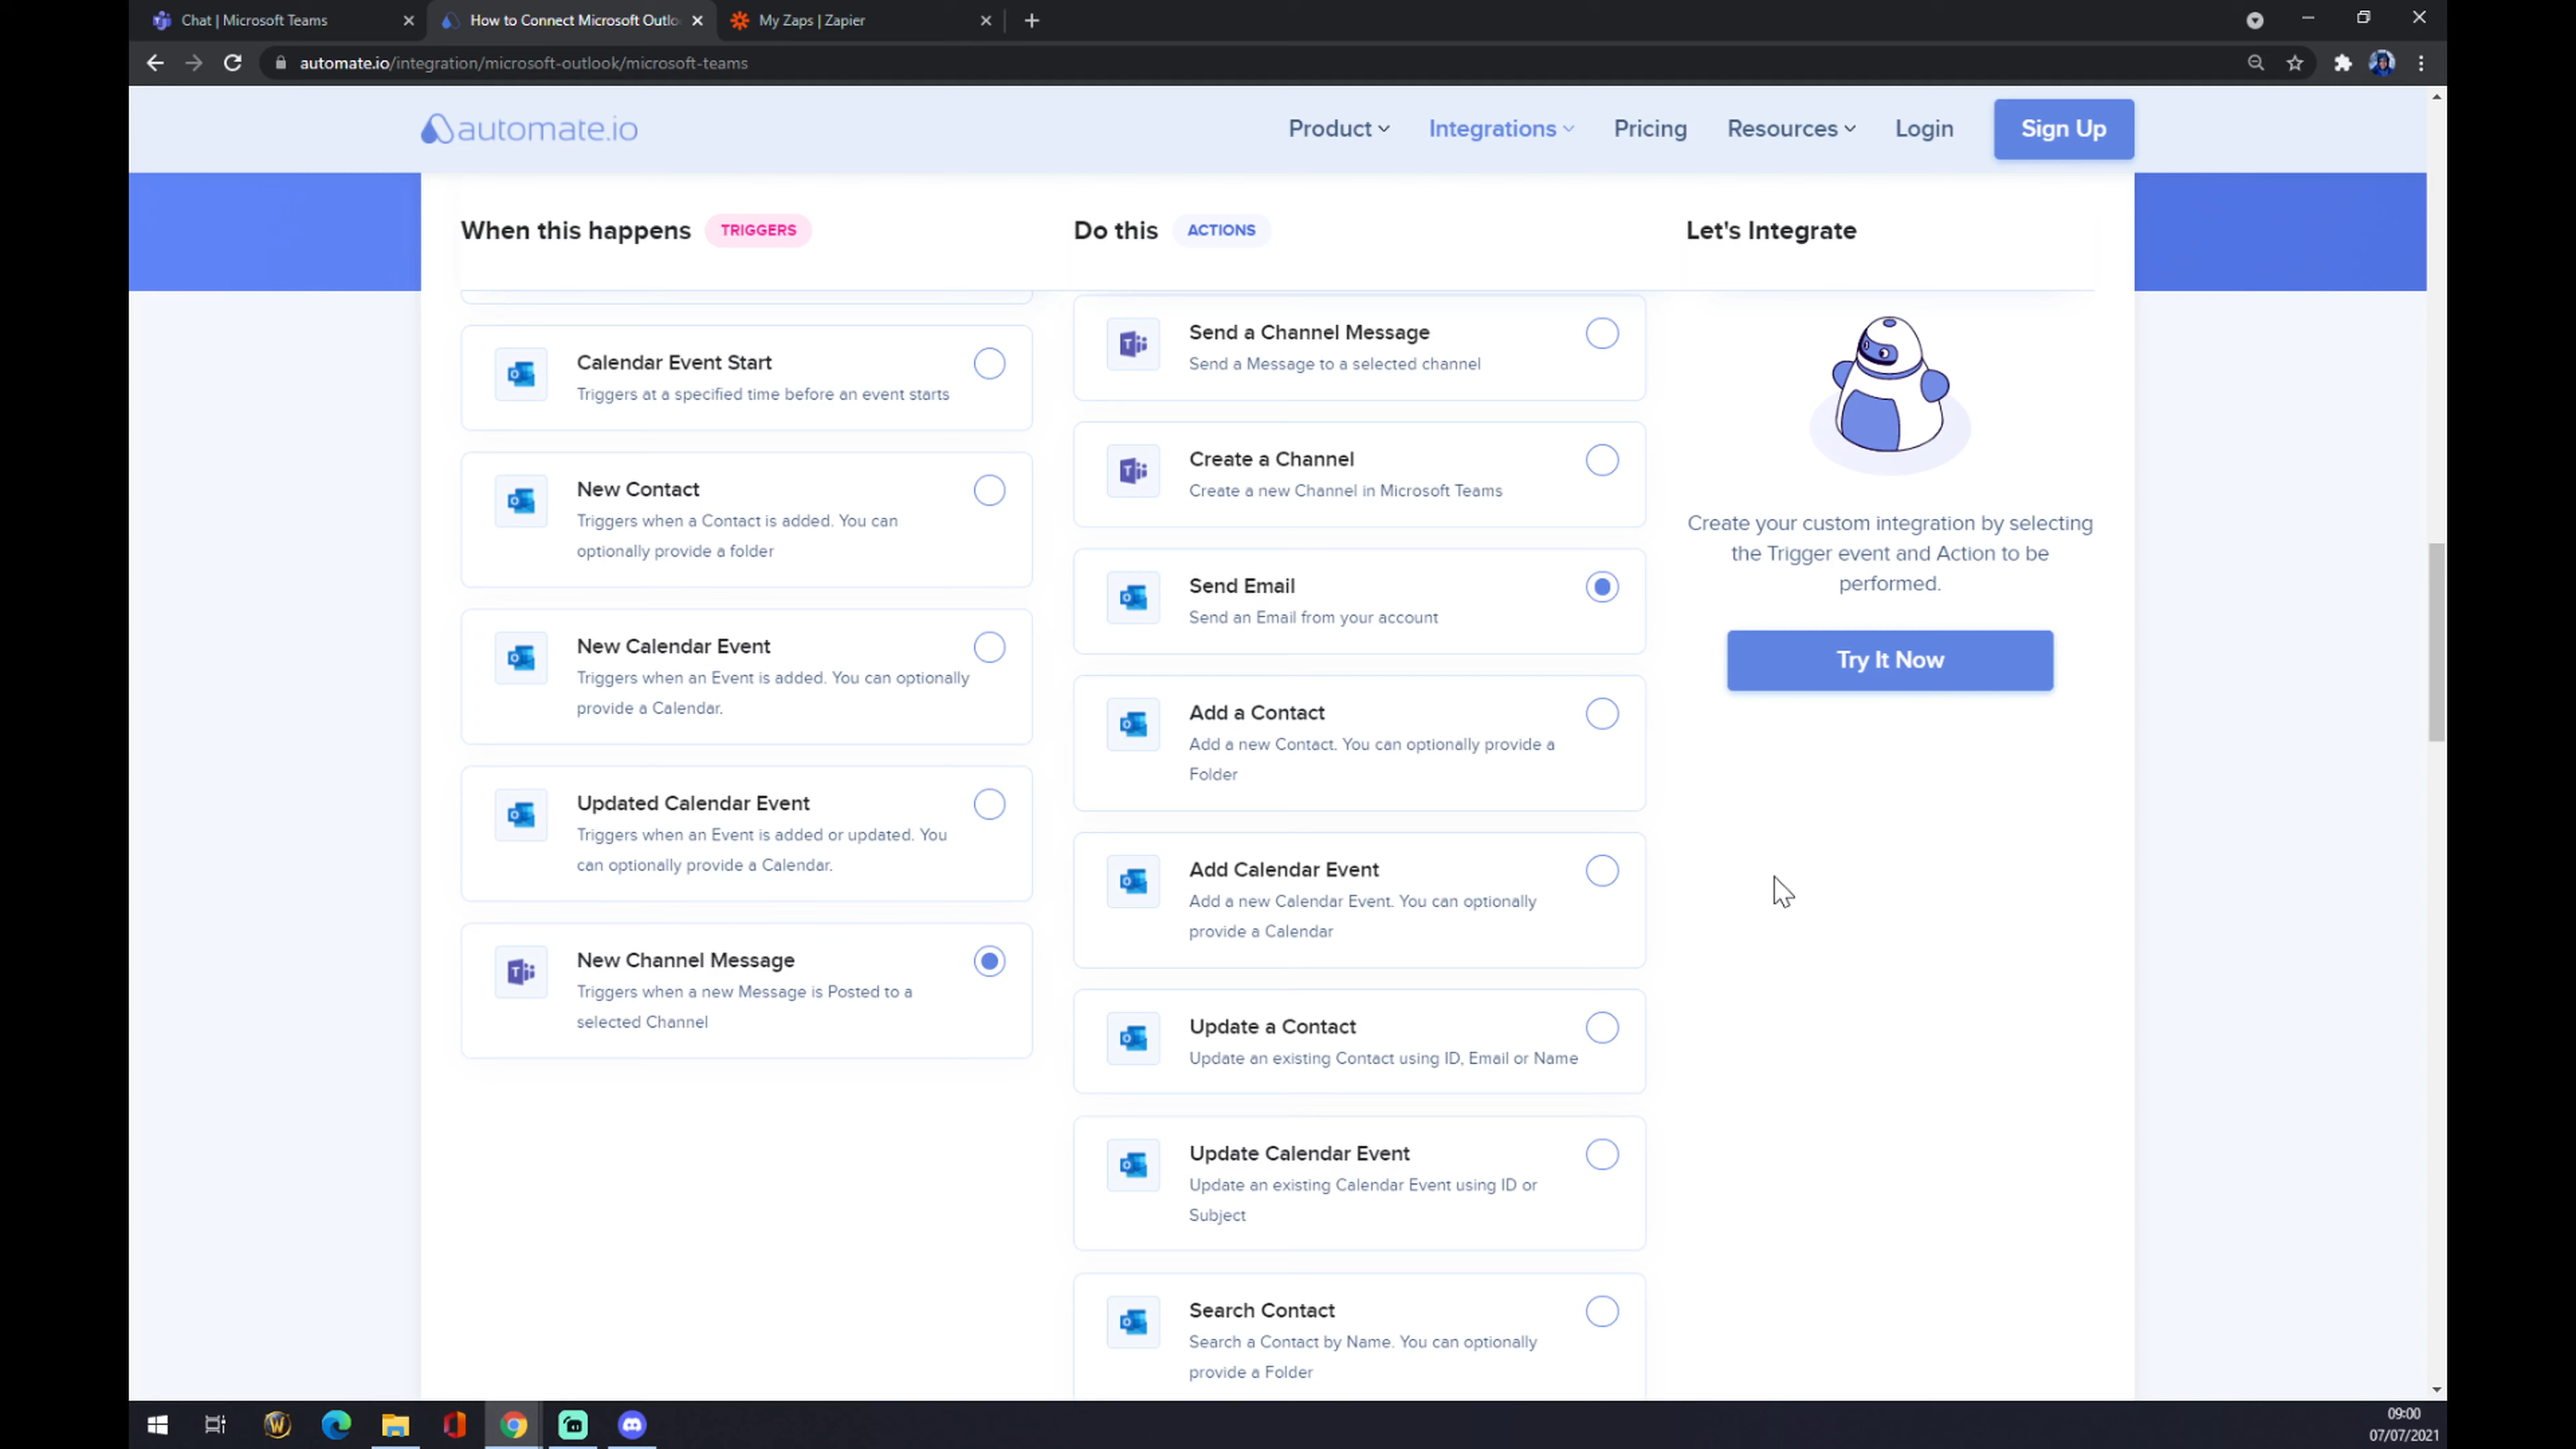 Chat | Microsoft Teams
How to Connect Microsoft Outlo
My Zaps | Zapier
automate.io/integration/microsoft-outlook/microsoft-teams
automate.io
Product
Integrations
Pricing
Resources
Login
Sign Up
When this happens
TRIGGERS
Do this
ACTIONS
Let's Integrate
Calendar Event Start
Triggers at a specified time before an event starts
New Contact
Triggers when a Contact is added. You can
optionally provide a folder
New Calendar Event
Triggers when an Event is added. You can optionally
provide a Calendar.
Updated Calendar Event
Triggers when an Event is added or updated. You
can optionally provide a Calendar.
New Channel Message
Triggers when a new Message is Posted to a
selected Channel
Send a Channel Message
Send a Message to a selected channel
Create a Channel
Create a new Channel in Microsoft Teams
Send Email
Send an Email from your account
Add a Contact
Add a new Contact. You can optionally provide a
Folder
Add Calendar Event
Add a new Calendar Event. You can optionally
provide a Calendar
Update a Contact
Update an existing Contact using ID, Email or Name
Update Calendar Event
Update an existing Calendar Event using ID or
Subject
Search Contact
Search a Contact by Name. You can optionally
provide a Folder
Create your custom integration by selecting
the Trigger event and Action to be
performed.
Try It Now
09:00
07/07/2021